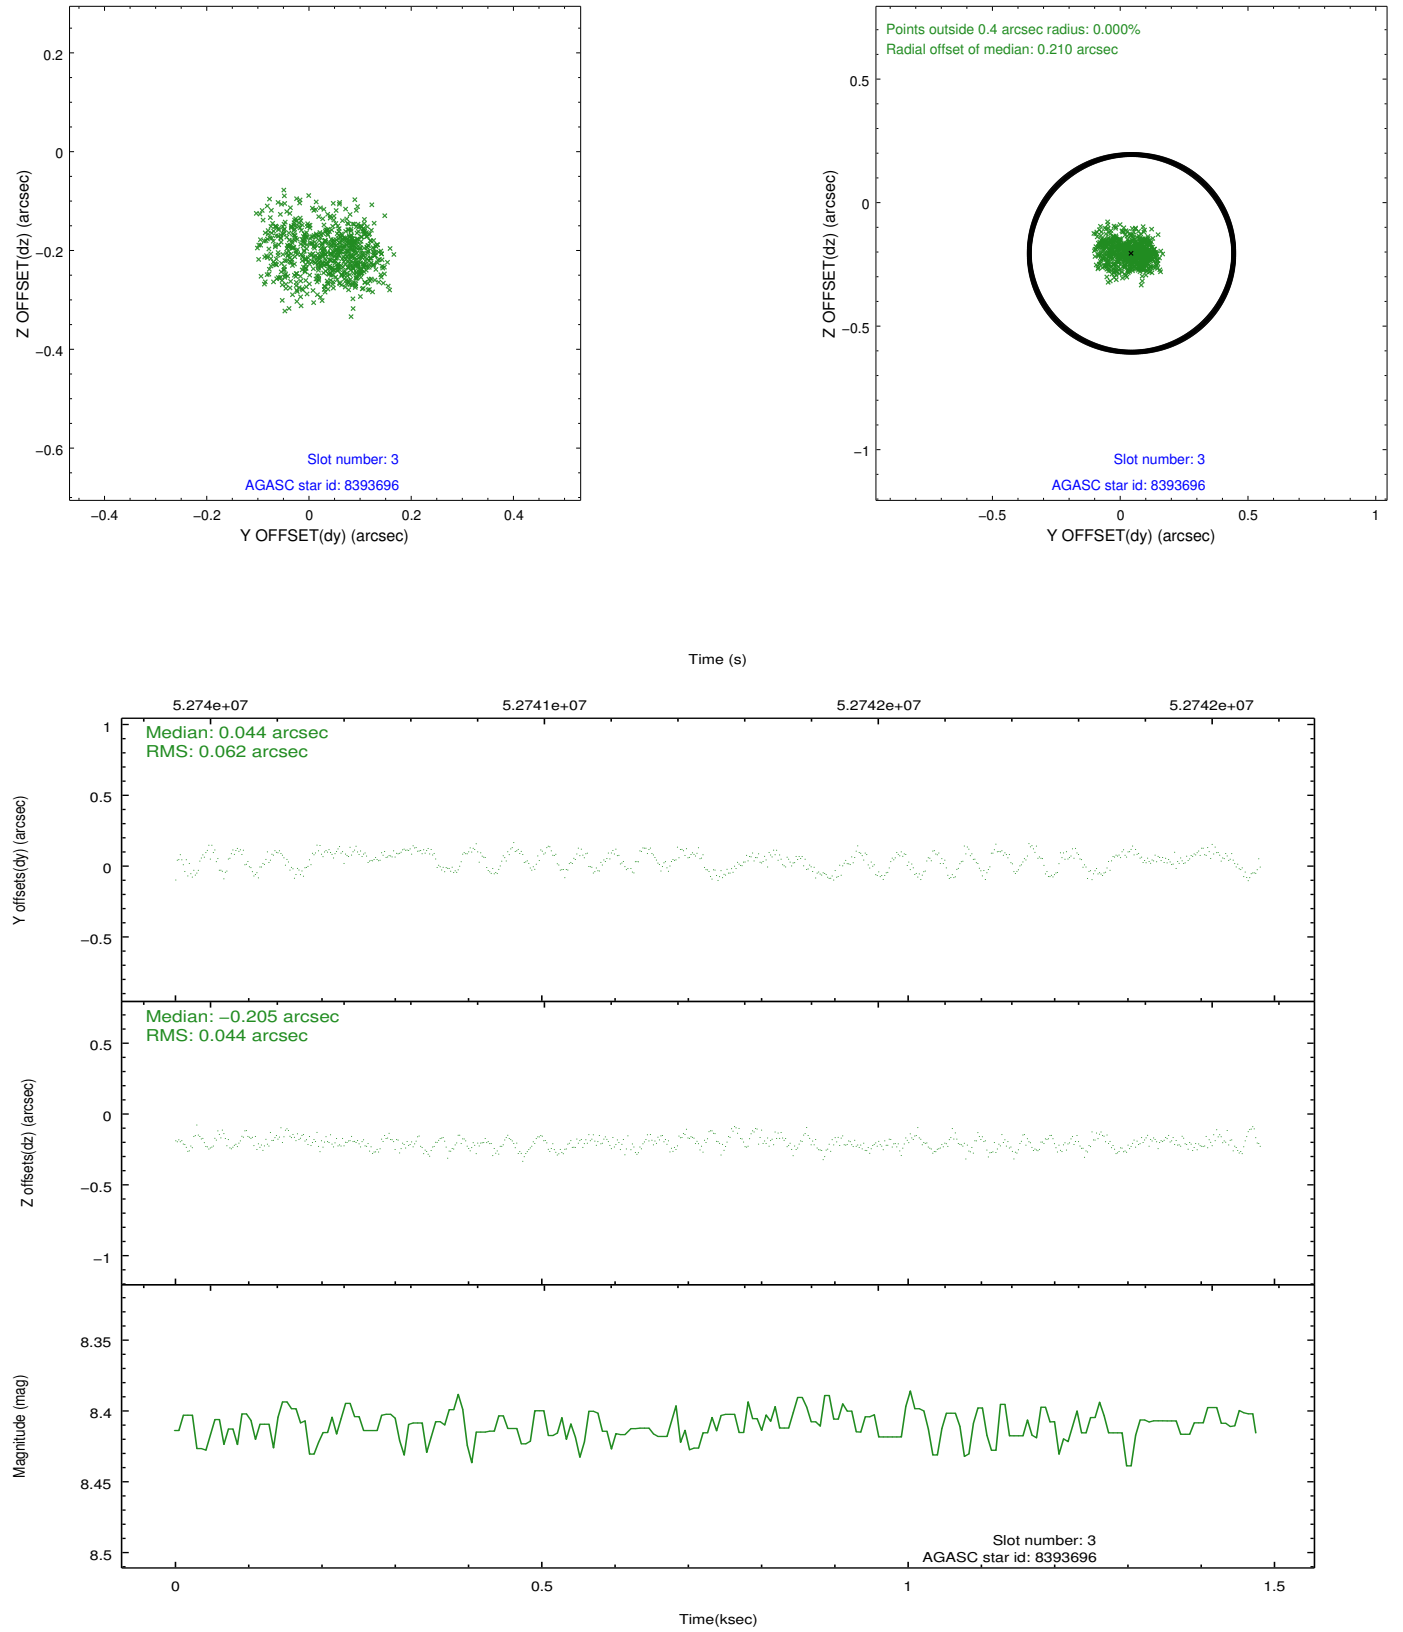 0.2
0
−0.2
−0.4
−0.6
Z OFFSET(dz) (arcsec)
Slot number: 3
AGASC star id: 8393696
−0.4
−0.2
0
0.2
0.4
Y OFFSET(dy) (arcsec)
Points outside 0.4 arcsec radius: 0.000%
Radial offset of median: 0.210 arcsec
0.5
0
−0.5
−1
Z OFFSET(dz) (arcsec)
Slot number: 3
AGASC star id: 8393696
−0.5
0
0.5
1
Y OFFSET(dy) (arcsec)
Time (s)
5.274e+07
5.2741e+07
5.2742e+07
5.2742e+07
Median: 0.044 arcsec
RMS: 0.062 arcsec
1
0.5
0
−0.5
Y offsets(dy) (arcsec)
Median: −0.205 arcsec
RMS: 0.044 arcsec
0.5
0
−0.5
−1
Z offsets(dz) (arcsec)
8.35
8.4
8.45
8.5
Magnitude (mag)
Slot number: 3
AGASC star id: 8393696
0
0.5
1
1.5
Time(ksec)